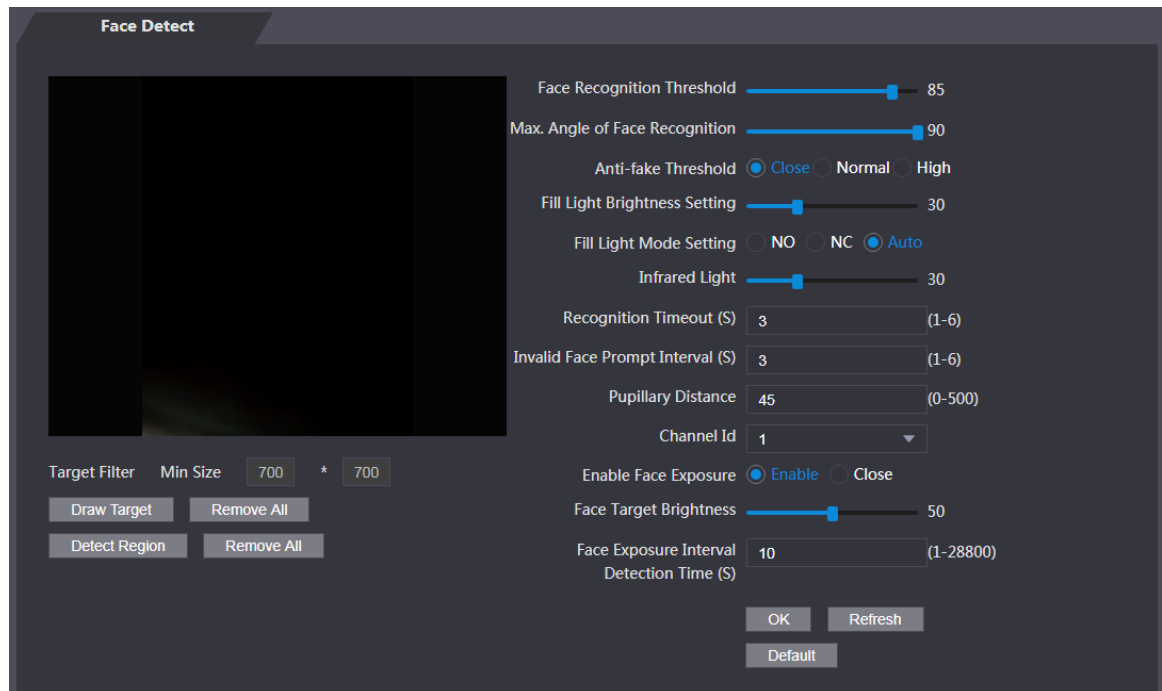 Face Detect
Face Recognition Threshold 85
Max. Angle of Face Recognition 90
Anti-fake Threshold Close Normal High
Fill Light Brightness Setting 30
Fill Light Mode Setting NO NC Auto
Infrared Light 30
Recognition Timeout (S) 3 (1-6)
Invalid Face Prompt Interval (S) 3 (1-6)
Pupillary Distance 45 (0-500)
Channel Id 1
Target Filter Min Size 700 * 700
Enable Face Exposure Enable Close
Draw Target Remove All
Face Target Brightness 50
Detect Region Remove All
Face Exposure Interval 10 (1-28800)
Detection Time (S)
OK Refresh
Default